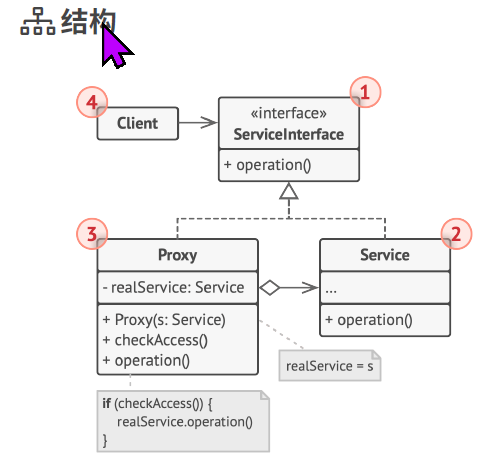 结构
4
1
Client
«interface»
ServiceInterface
+ operation()
3
2
Proxy
Service
- realService: Service
...
+ Proxy(s: Service)
+ checkAccess()
+ operation()
+ operation()
realService = s
if (checkAccess()) {
realService.operation()
}